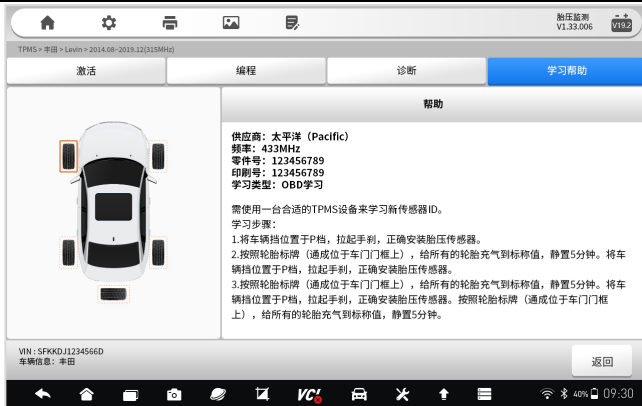 胎压监测
V1.33.006
V19.2
TPMS > 丰田 > Levin > 2014.08-2019.12(315MHz)
激活
编程
诊断
学习帮助
帮助
供应商：太平洋（Pacific）
频率：433MHz
零件号：123456789
印刷号：123456789
学习类型：OBD学习
需使用一台合适的TPMS设备来学习新传感器ID。
学习步骤：
1.将车辆挡位置于P档，拉起手刹，正确安装胎压传感器。
2.按照轮胎标牌（通成位于车门门框上），给所有的轮胎充气到标称值，静置5分钟。将车
辆挡位置于P档，拉起手刹，正确安装胎压传感器。
3.按照轮胎标牌（通成位于车门门框上），给所有的轮胎充气到标称值，静置5分钟。将车
辆挡位置于P档，拉起手刹，正确安装胎压传感器。按照轮胎标牌（通成位于车门门框
上），给所有的轮胎充气到标称值，静置5分钟。
VIN : SFKKDJ1234566D
车辆信息：丰田
返回
VCI
40%
09:30